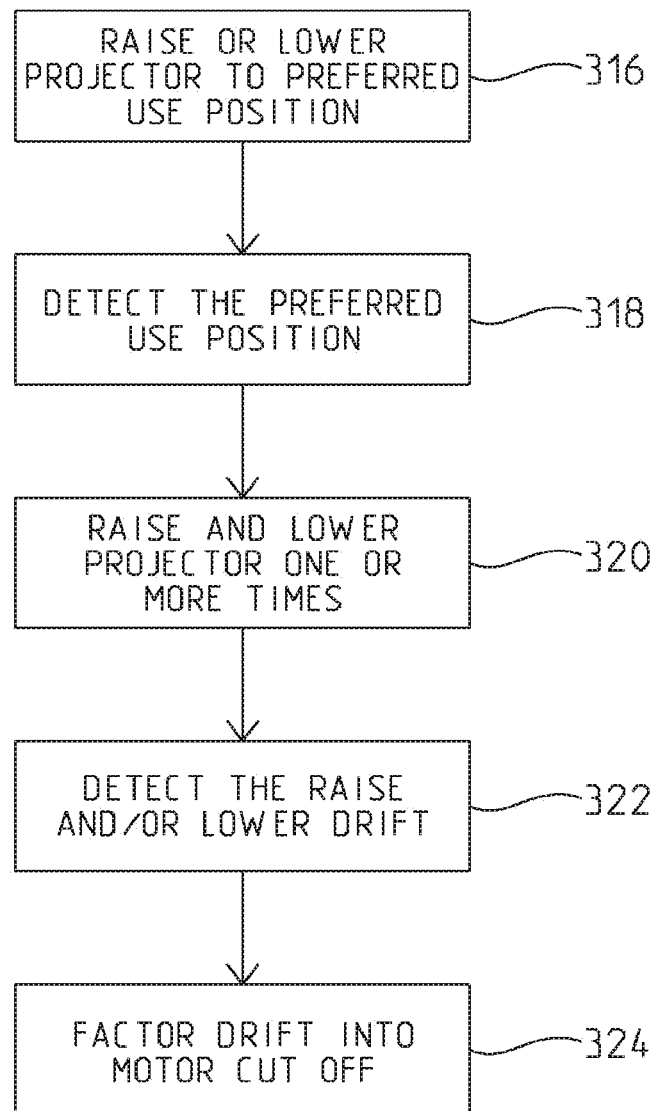 RAISE OR LOWER
PROJECTOR TO PREFERRED
USE POSITION
316
DETECT THE PREFERRED
USE POSITION
318
RAISE AND LOWER
PROJECTOR ONE OR
MORE TIMES
320
DETECT THE RAISE
AND/OR LOWER DRIFT
322
FACTOR DRIFT INTO
MOTOR CUT OFF
324